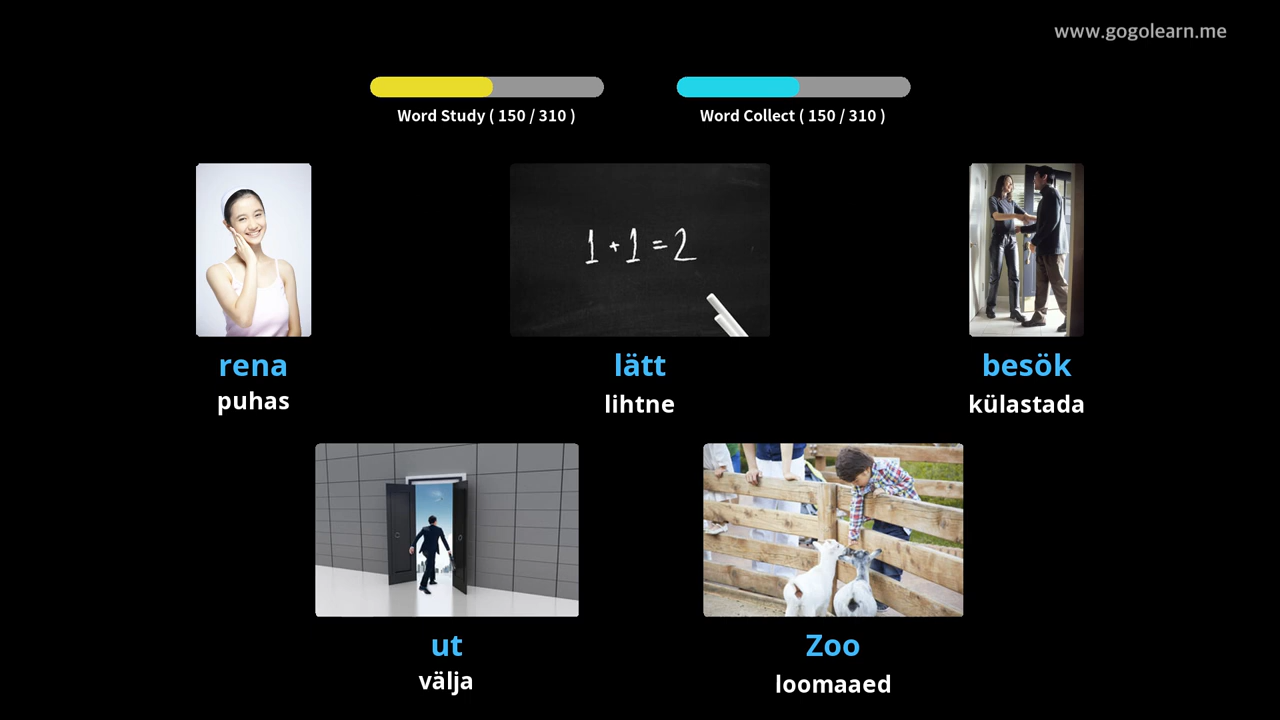 www.gogolearn.me
Word Study ( 150 / 310 )
Word Collect ( 150 / 310 )
1 + 1 = 2
rena
puhas
lätt
lihtne
besök
külastada
ut
välja
Zoo
loomaaed